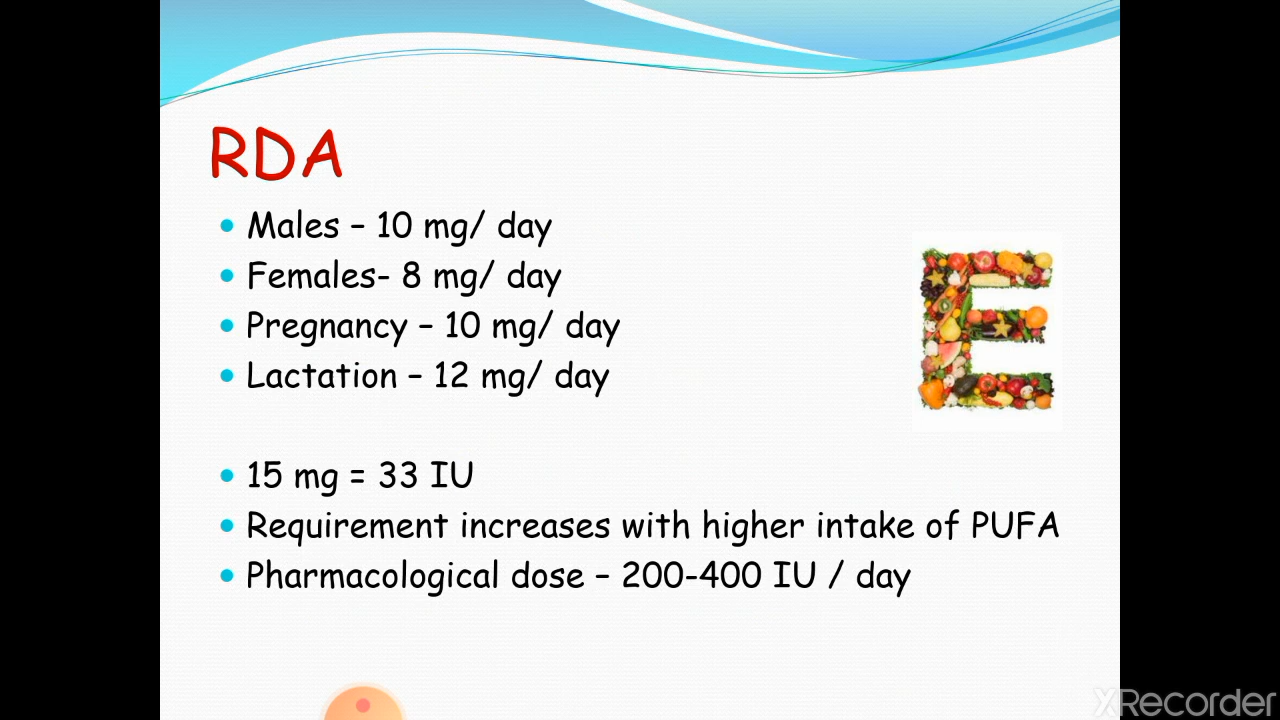 RDA
Males – 10 mg/ day
Females- 8 mg/ day
Pregnancy – 10 mg/ day
Lactation – 12 mg/ day
E
15 mg = 33 IU
Requirement increases with higher intake of PUFA
Pharmacological dose – 200-400 IU / day
XRecorder